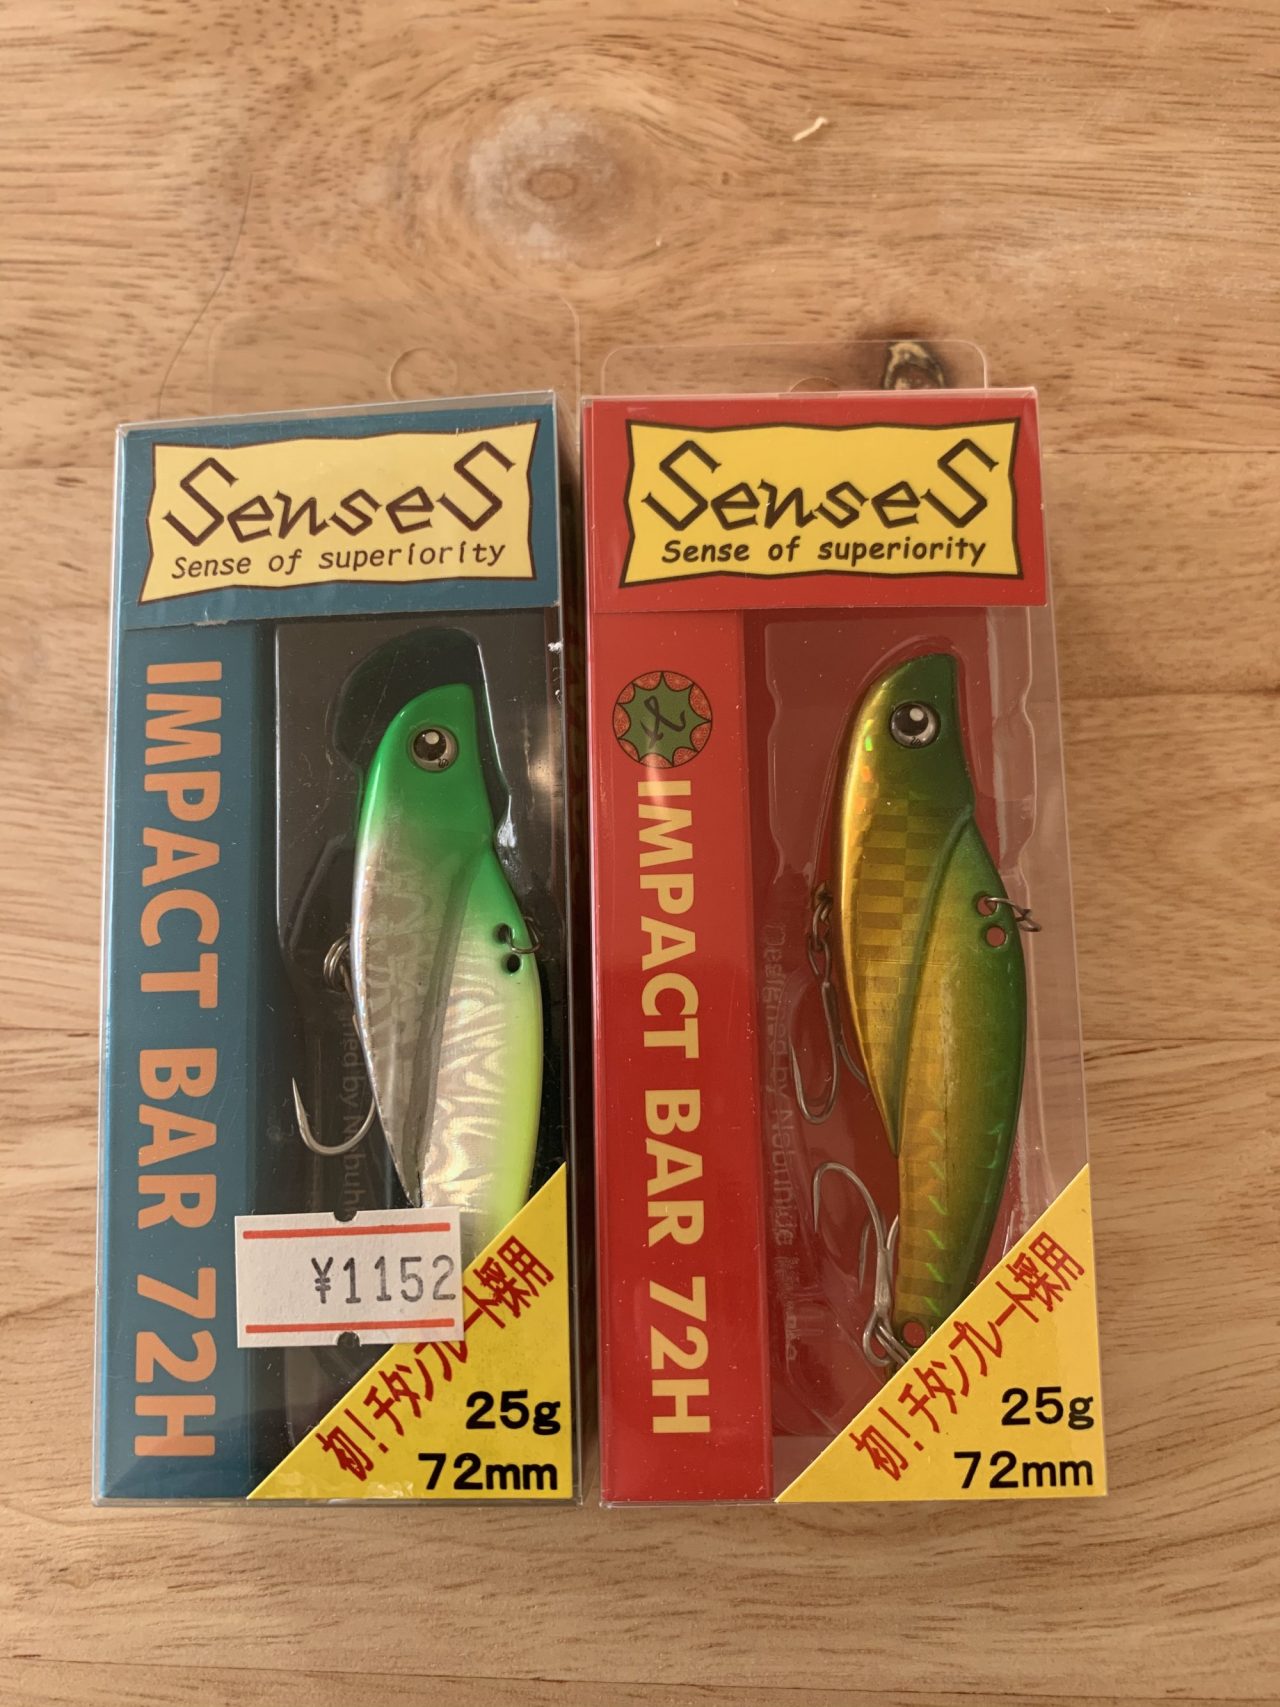 SenseS
Sense of superiority
IMPACT BAR 72H
¥1152
初!チタンプレート採用
25g
72mm
SenseS
Sense of superiority
IMPACT BAR 72H
Designed by
初!チタンプレート採用
25g
72mm